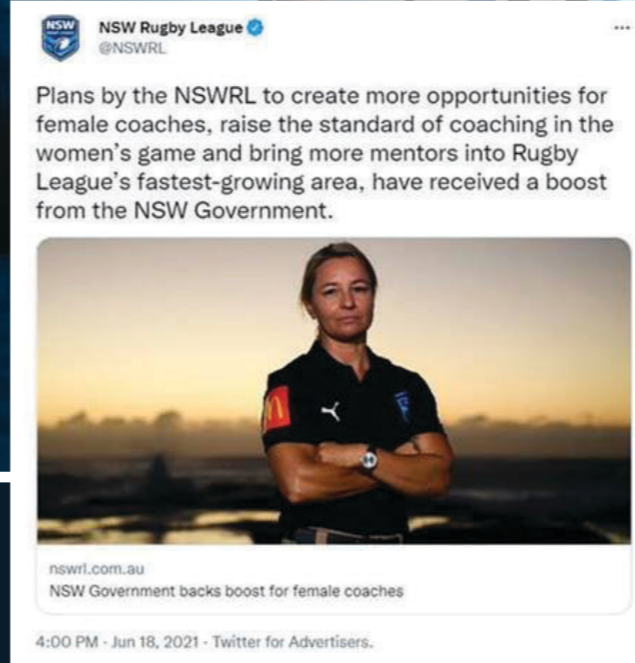 NSW
NSW Rugby League
@NSWRL
Plans by the NSWRL to create more opportunities for
female coaches, raise the standard of coaching in the
women's game and bring more mentors into Rugby
League's fastest-growing area, have received a boost
from the NSW Government.
nswrl.com.au
NSW Government backs boost for female coaches
4:00 PM - Jun 18, 2021 - Twitter for Advertisers.